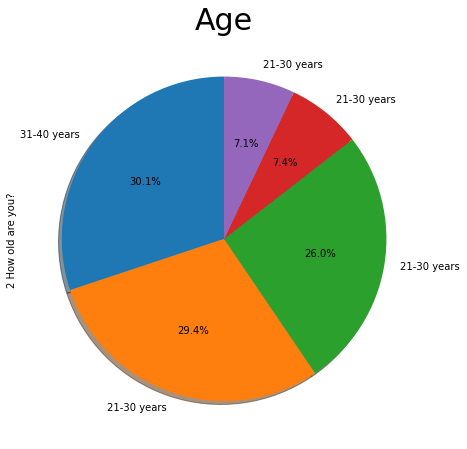 Age
21-30 years
21-30 years
31-40 years
7.1%
7.4%
30.1%
2 How old are you?
26.0%
21-30 years
29.4%
21-30 years